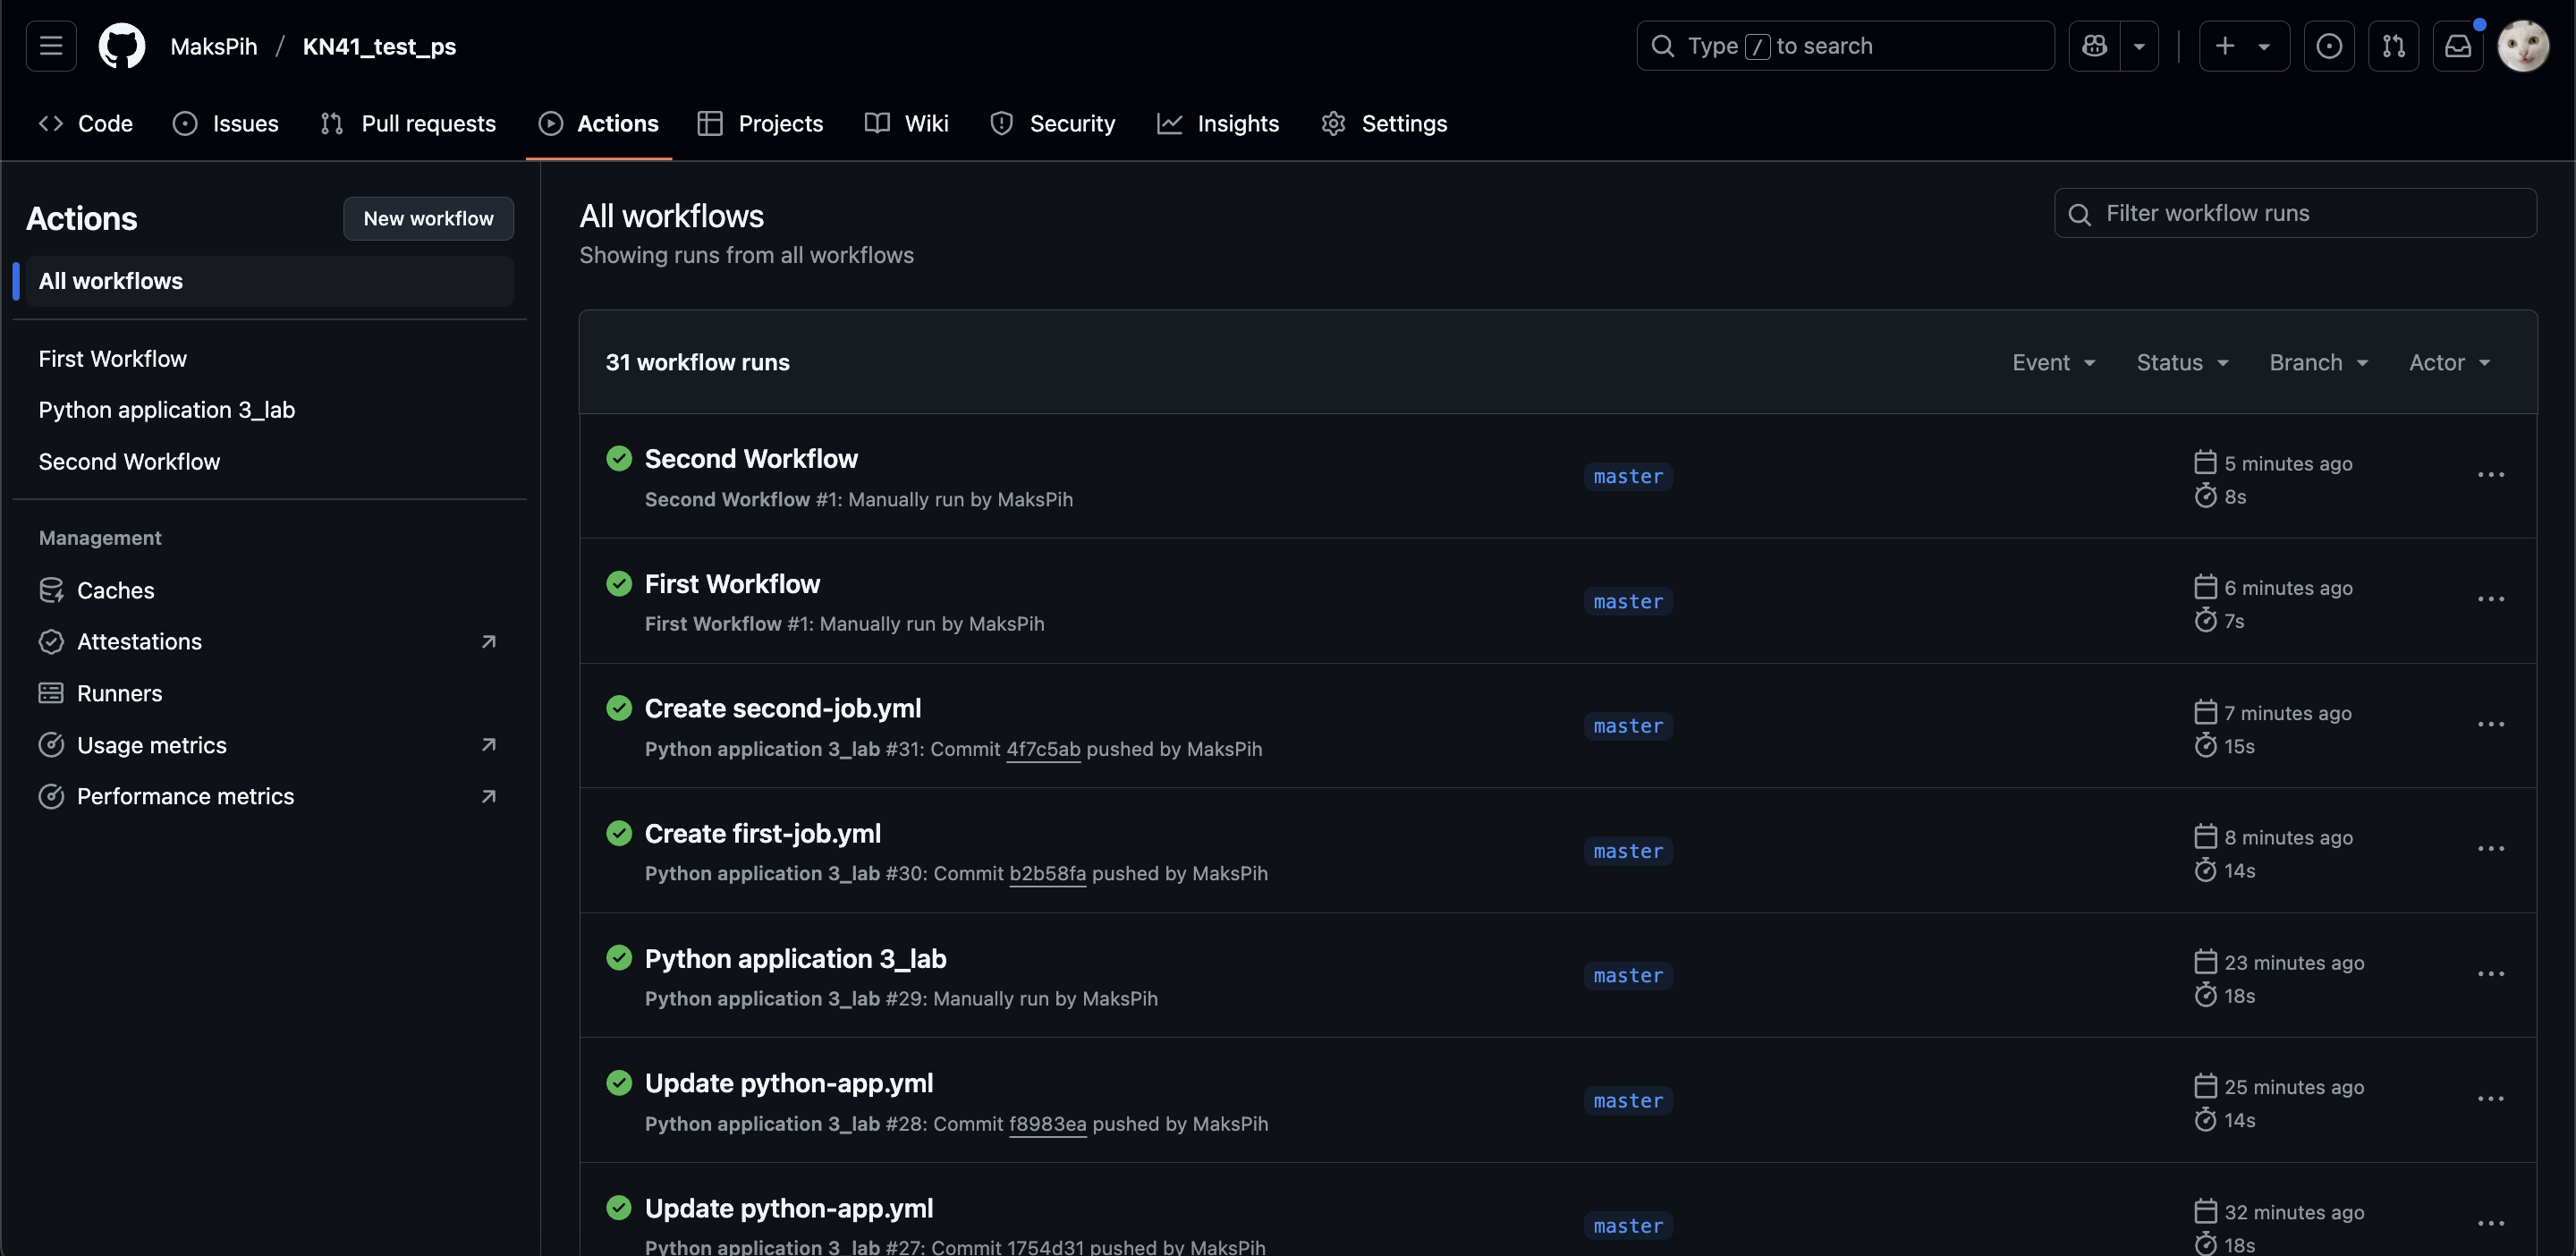 MaksPih / KN41_test_ps
Type / to search
Code
Issues
Pull requests
Actions
Projects
Wiki
Security
Insights
Settings
Actions
New workflow
All workflows
First Workflow
Python application 3_lab
Second Workflow
Management
Caches
Attestations
Runners
Usage metrics
Performance metrics
All workflows
Showing runs from all workflows
Filter workflow runs
31 workflow runs
Event
Status
Branch
Actor
Second Workflow
Second Workflow #1: Manually run by MaksPih
master
5 minutes ago
8s
First Workflow
First Workflow #1: Manually run by MaksPih
master
6 minutes ago
7s
Create second-job.yml
Python application 3_lab #31: Commit 4f7c5ab pushed by MaksPih
master
7 minutes ago
15s
Create first-job.yml
Python application 3_lab #30: Commit b2b58fa pushed by MaksPih
master
8 minutes ago
14s
Python application 3_lab
Python application 3_lab #29: Manually run by MaksPih
master
23 minutes ago
18s
Update python-app.yml
Python application 3_lab #28: Commit f8983ea pushed by MaksPih
master
25 minutes ago
14s
Update python-app.yml
Python application 3_lab #27: Commit 1754d31 pushed by MaksPih
master
32 minutes ago
18s